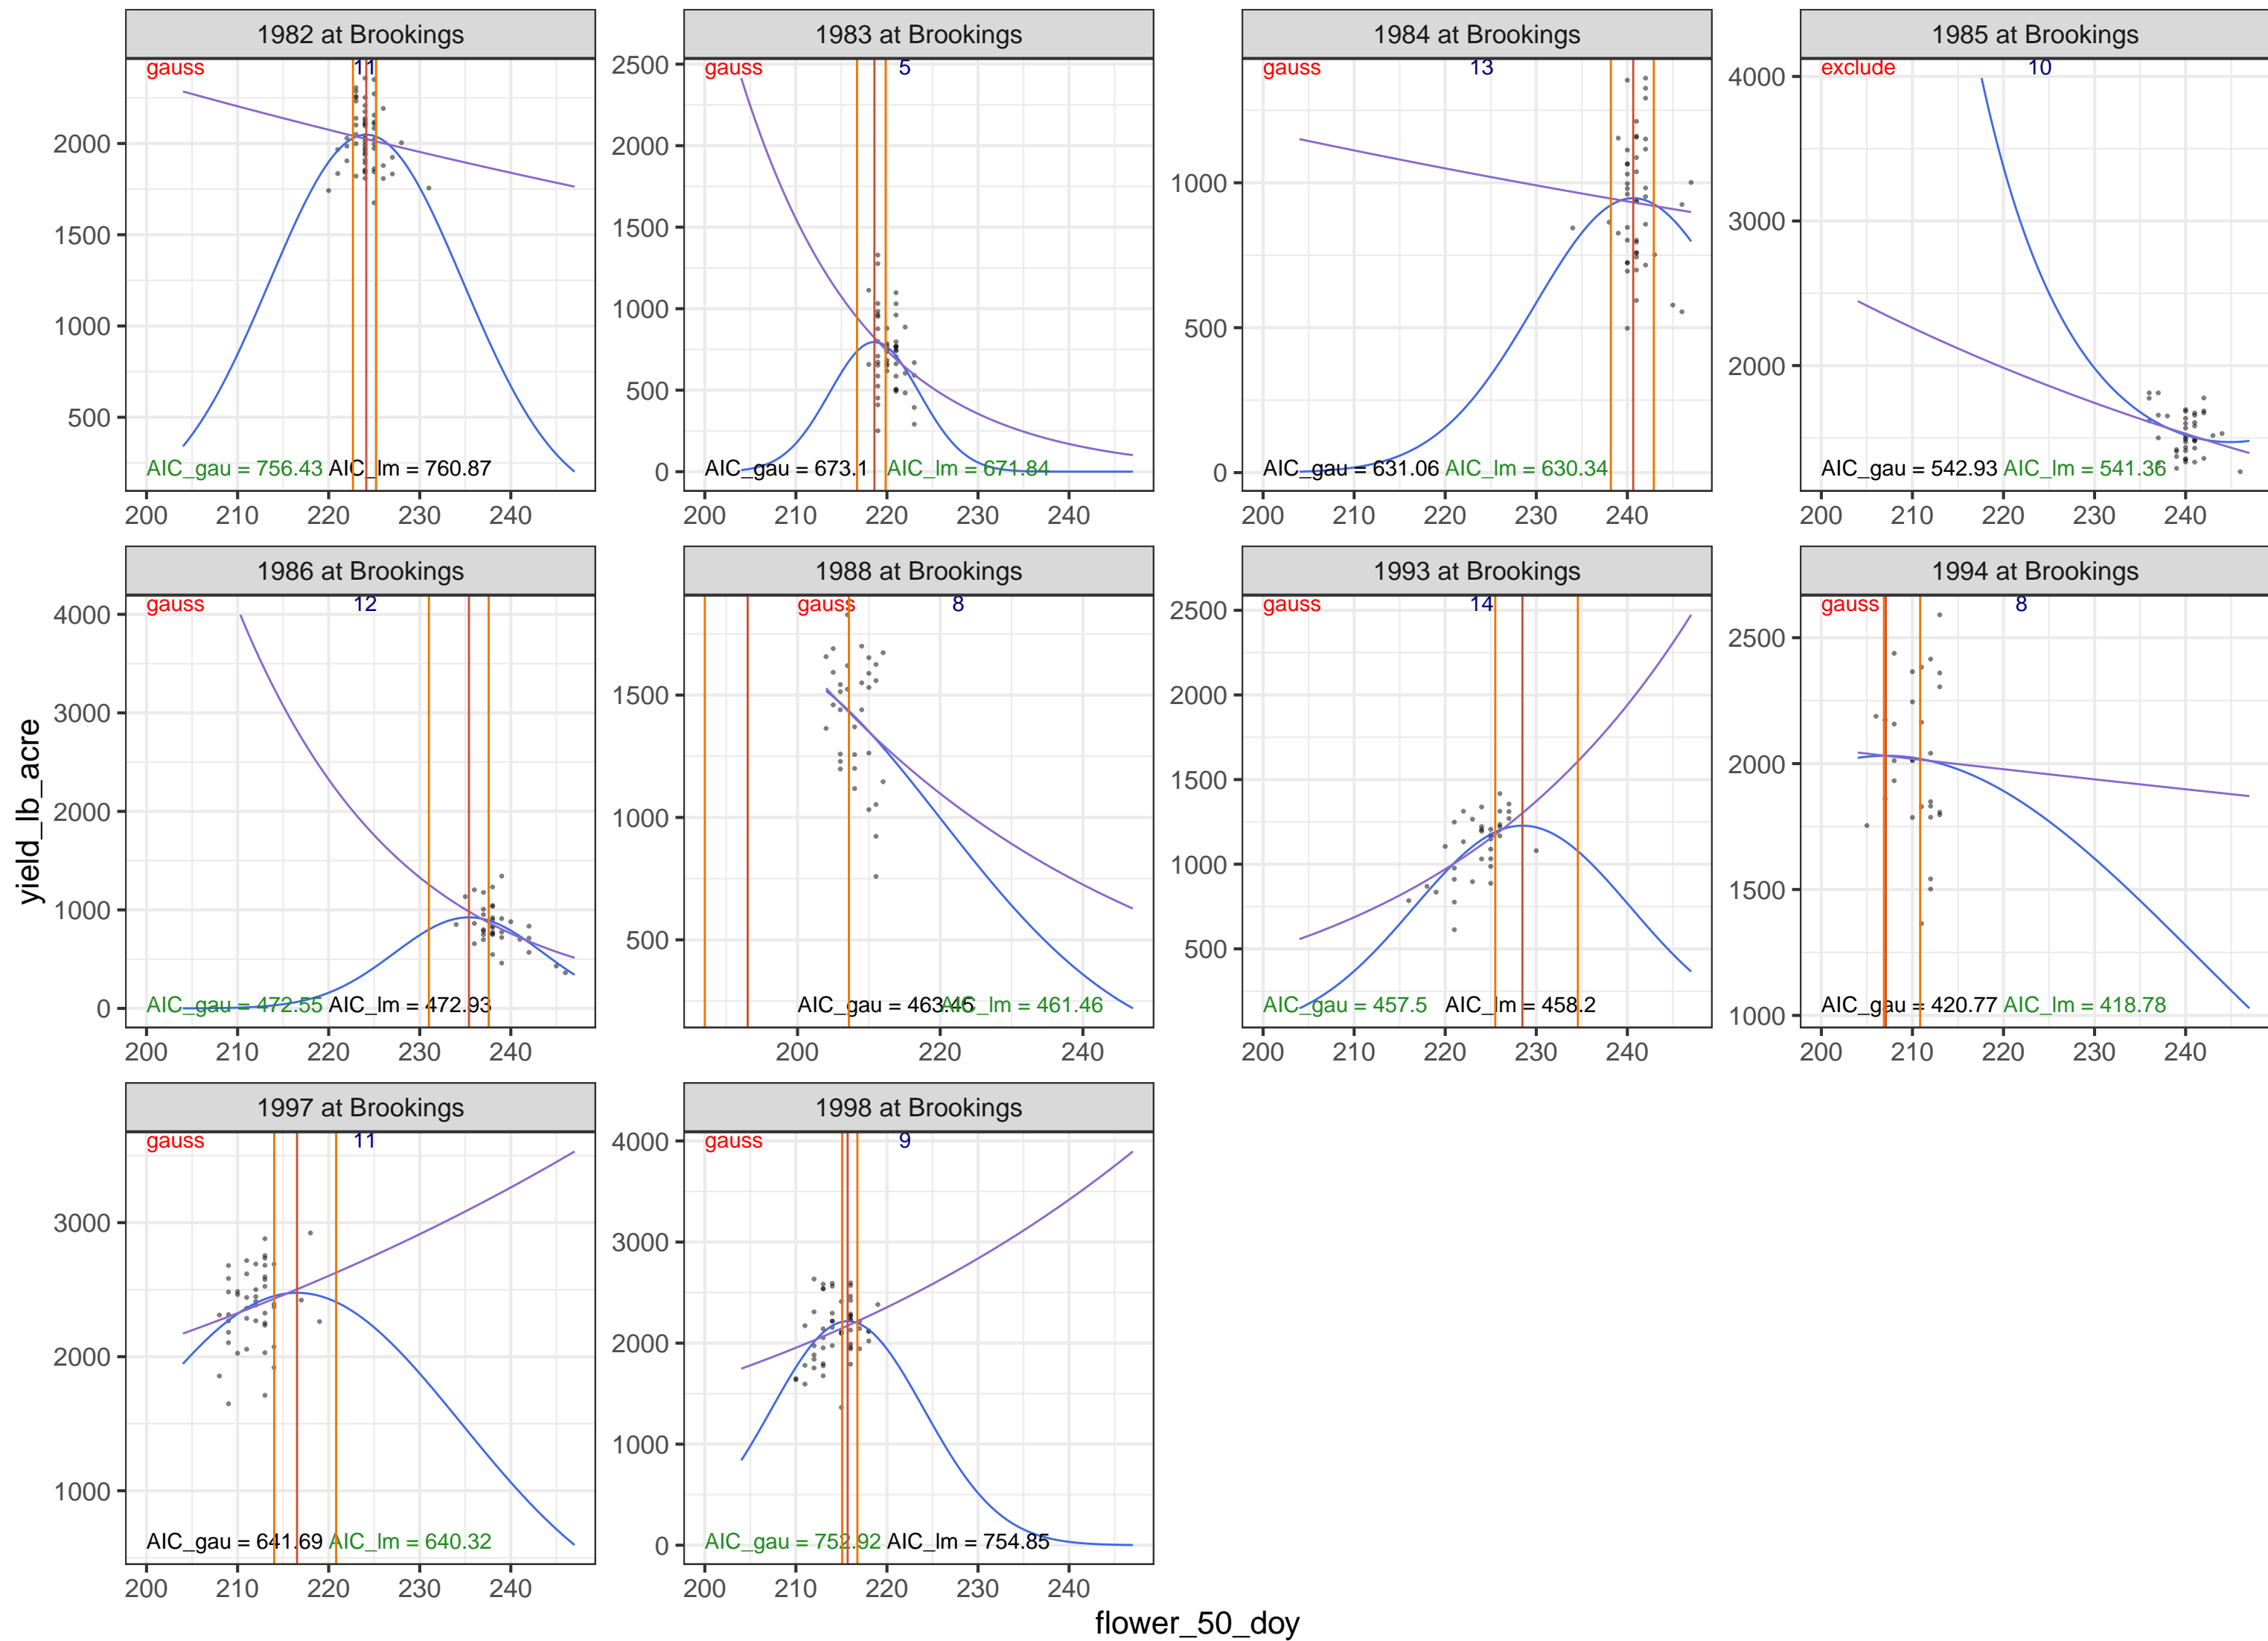 1982 at Brookings
1983 at Brookings
1984 at Brookings
1985 at Brookings
gauss 11
gauss 5
gauss 13
exclude 10
2000
1500
1000
500
AIC_gau = 756.43 AIC_lm = 760.87
200 210 220 230 240
2500
2000
1500
1000
500
0
AIC_gau = 673.1 AIC_lm = 671.84
200 210 220 230 240
1000
500
0
AIC_gau = 631.06 AIC_lm = 630.34
200 210 220 230 240
4000
3000
2000
AIC_gau = 542.93 AIC_lm = 541.36
200 210 220 230 240
1986 at Brookings
1988 at Brookings
1993 at Brookings
1994 at Brookings
gauss 12
gauss 8
gauss 14
gauss 8
4000
3000
2000
1000
0
AIC_gau = 472.55 AIC_lm = 472.93
200 210 220 230 240
1500
1000
500
AIC_gau = 463.45 AIC_lm = 461.46
200 220 240
2500
2000
1500
1000
500
AIC_gau = 457.5 AIC_lm = 458.2
200 210 220 230 240
2500
2000
1500
1000
AIC_gau = 420.77 AIC_lm = 418.78
200 210 220 230 240
1997 at Brookings
1998 at Brookings
gauss 11
gauss 9
3000
2000
1000
AIC_gau = 641.69 AIC_lm = 640.32
200 210 220 230 240
4000
3000
2000
1000
0
AIC_gau = 752.92 AIC_lm = 754.85
200 210 220 230 240
yield_lb_acre
flower_50_doy